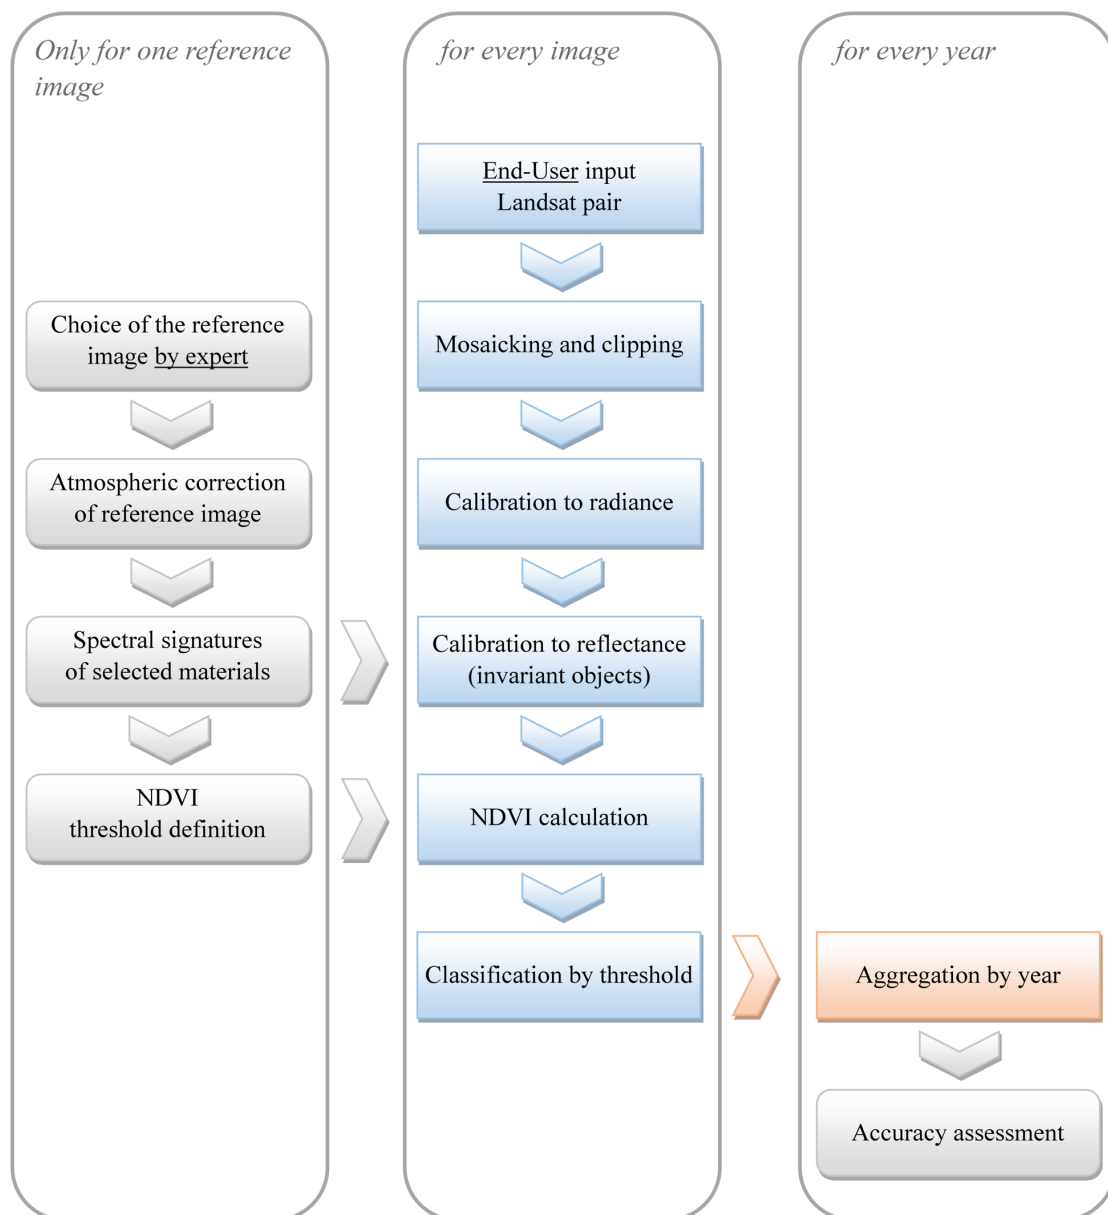 Only for one reference
image
Choice of the reference
image by expert
Atmospheric correction
of reference image
Spectral signatures
of selected materials
NDVI
threshold definition
for every image
End-User input
Landsat pair
Mosaicking and clipping
Calibration to radiance
Calibration to reflectance
(invariant objects)
NDVI calculation
Classification by threshold
for every year
Aggregation by year
Accuracy assessment